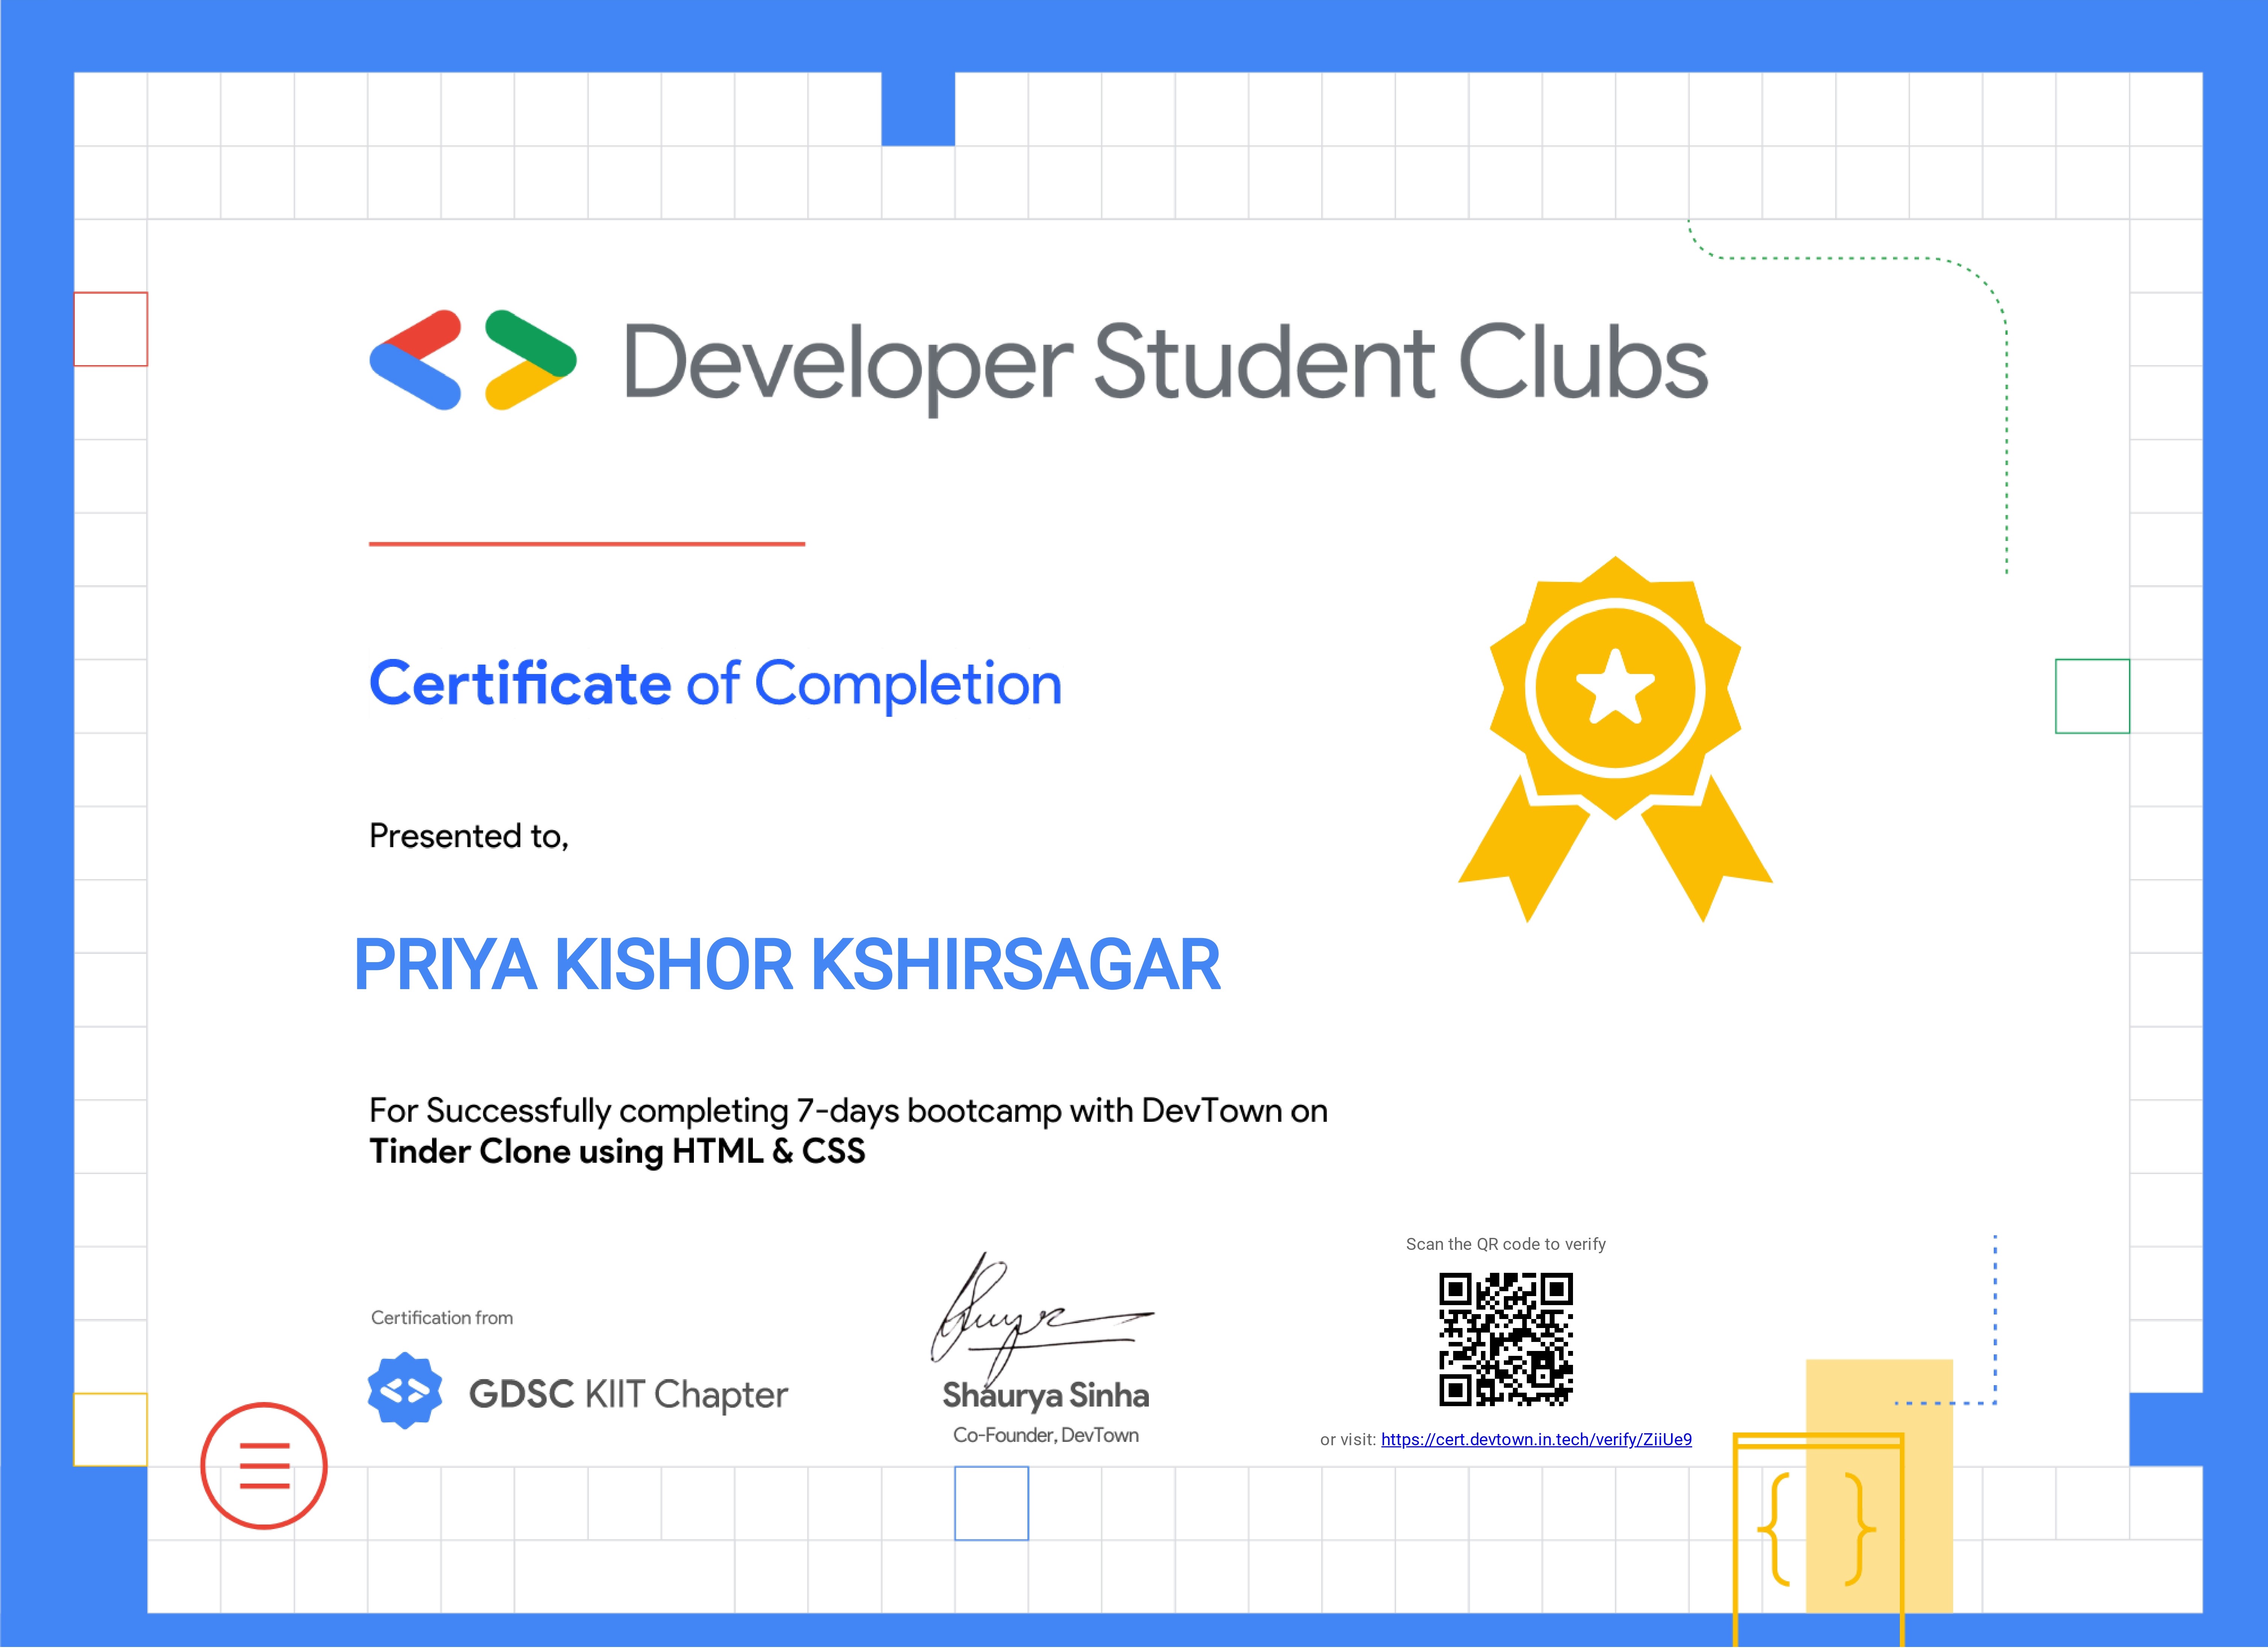 Developer Student Clubs
Certificate of Completion
Presented to,
PRIYA KISHOR KSHIRSAGAR
For Successfully completing 7-days bootcamp with DevTown on
Tinder Clone using HTML & CSS
Certification from
GDSC KIIT Chapter
Shaurya Sinha
Co-Founder, DevTown
Scan the QR code to verify
or visit: https://cert.devtown.in.tech/verify/ZiiUe9
{ }